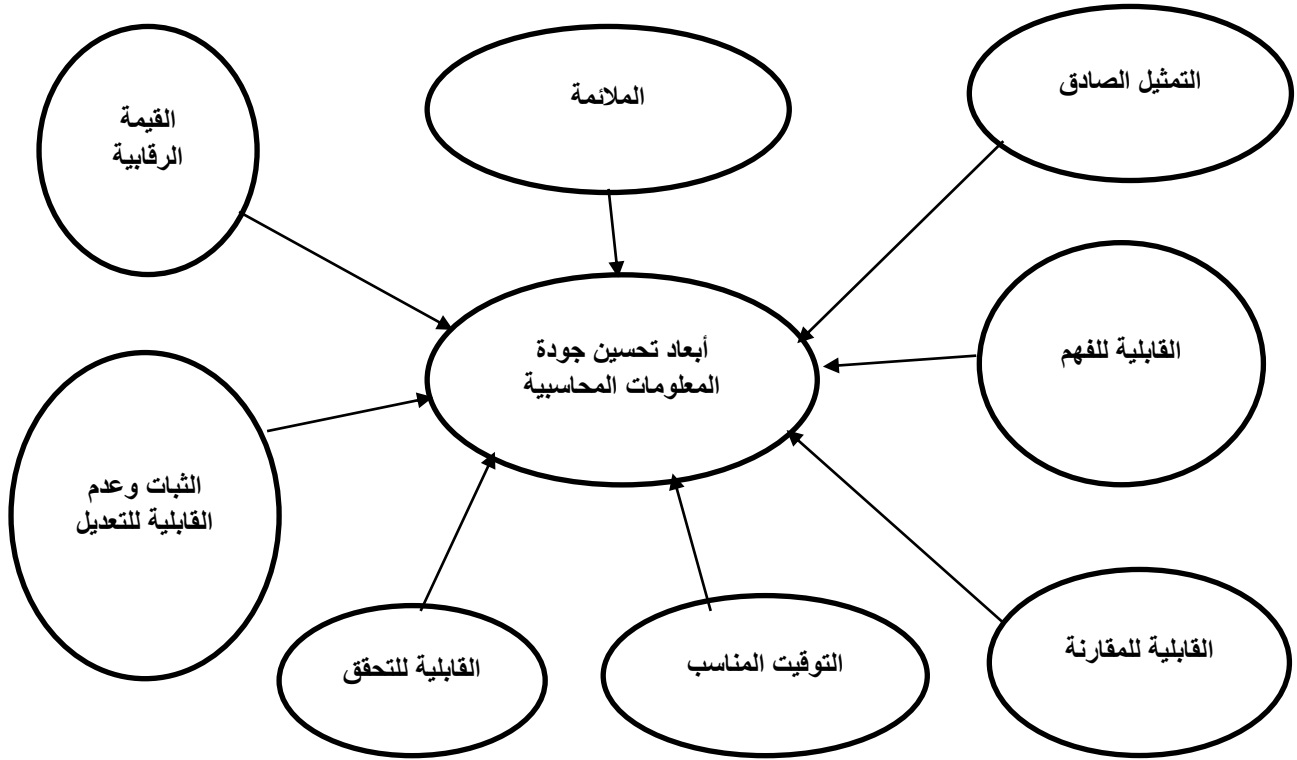 التمثيل الصادق
الملائمة
القيمة
الرقابية
أبعاد تحسين جودة
المعلومات المحاسبية
القابلية للفهم
الثبات وعدم
القابلية للتعديل
القابلية للمقارنة
التوقيت المناسب
القابلية للتحقق